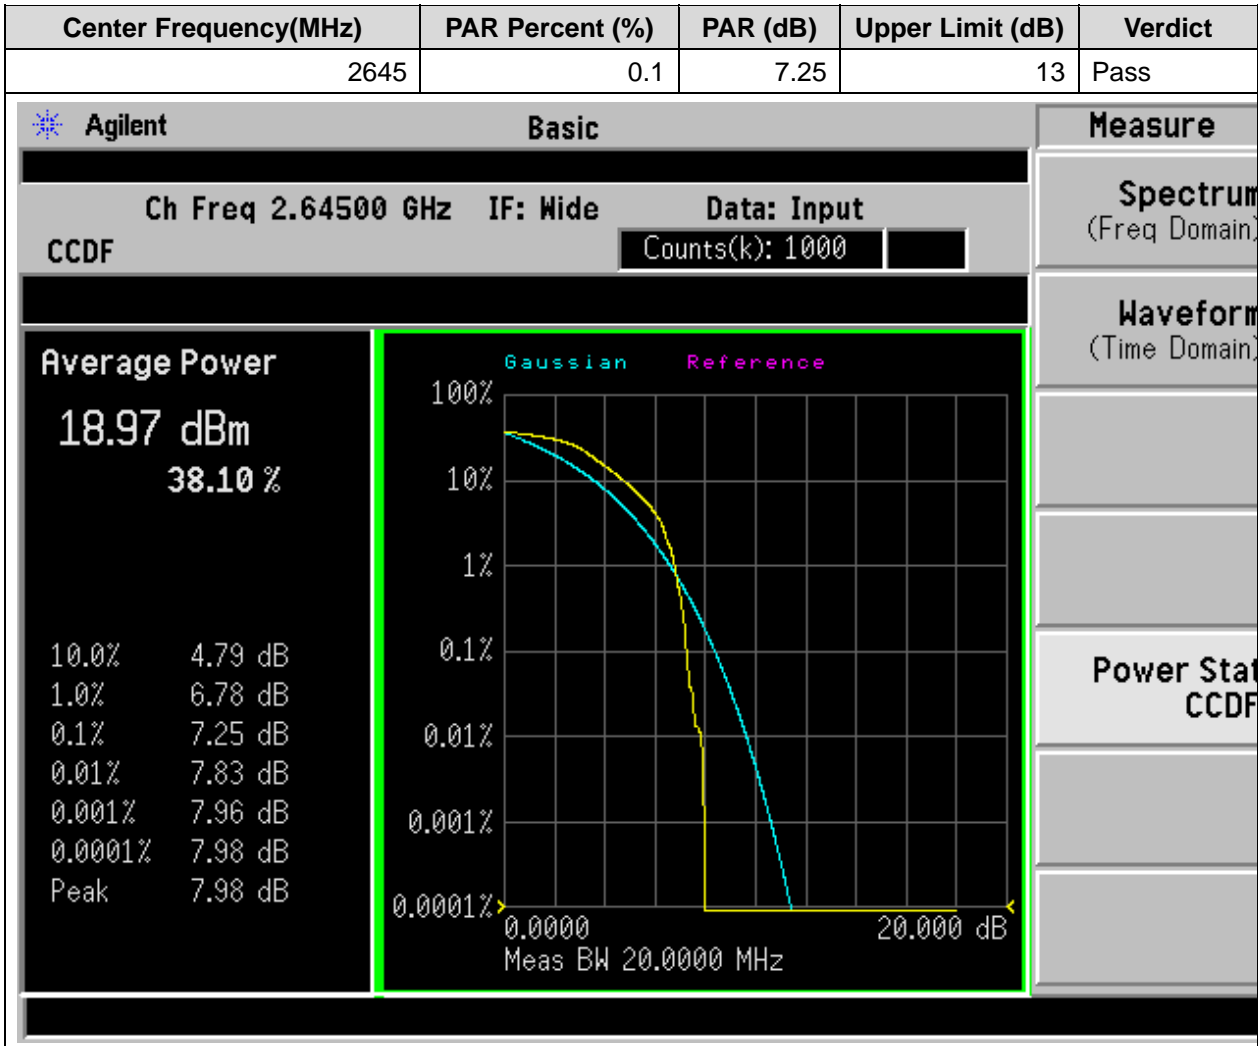 Center Frequency(MHz) PAR Percent (%) PAR (dB) Upper Limit (dB) Verdict
2645 0.1 7.25 13 Pass
Agilent Basic Measure
Ch Freq 2.64500 GHz IF: Wide Data: Input
CCDF Counts(k): 1000
Spectrum
(Freq Domain)
Waveform
(Time Domain)
Power Stat
CCDF
Average Power
18.97 dBm
38.10 %
10.0% 4.79 dB
1.0% 6.78 dB
0.1% 7.25 dB
0.01% 7.83 dB
0.001% 7.96 dB
0.0001% 7.98 dB
Peak 7.98 dB
Gaussian Reference
100%
10%
1%
0.1%
0.01%
0.001%
0.0001%
0.0000 20.000 dB
Meas BW 20.0000 MHz